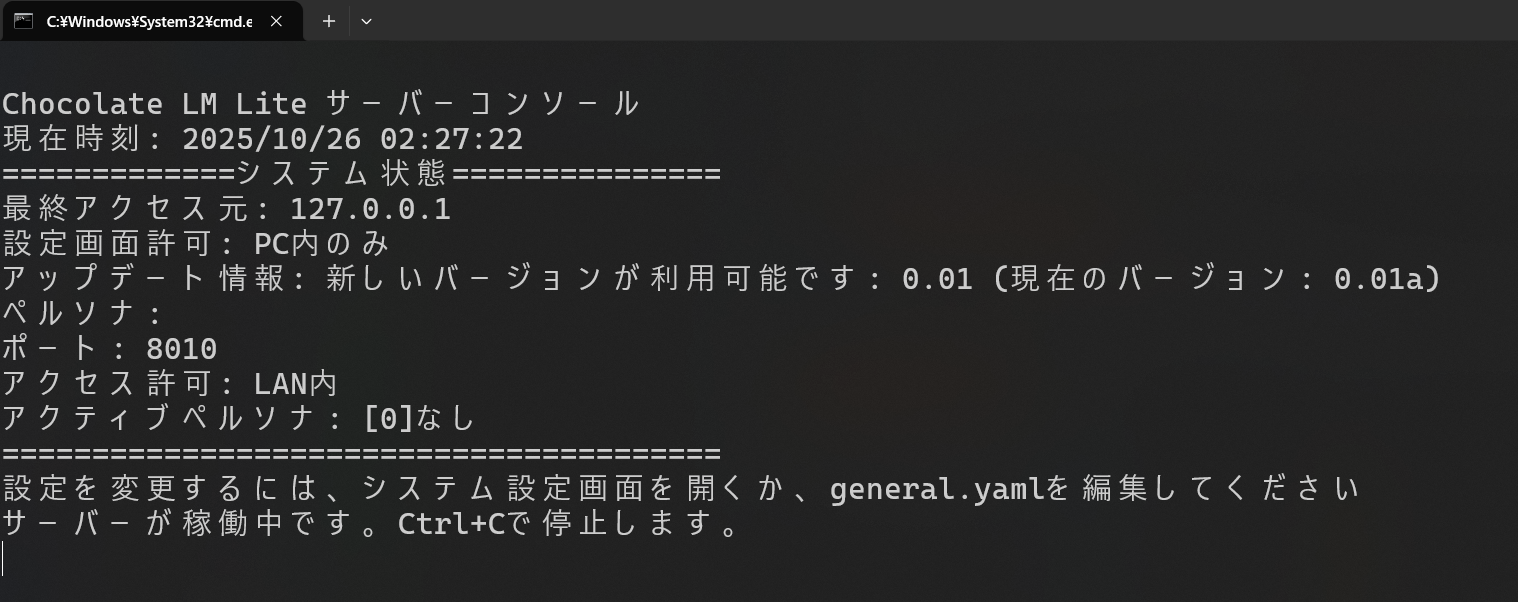 C:¥Windows¥System32¥cmd.e
Chocolate LM Lite サーバーコンソール
現在時刻: 2025/10/26 02:27:22
=============システム状態===============
最終アクセス元: 127.0.0.1
設定画面許可: PC内のみ
アップデート情報: 新しいバージョンが利用可能です: 0.01 (現在のバージョン: 0.01a)
ペルソナ:
ポート: 8010
アクセス許可: LAN内
アクティブペルソナ: [0]なし
========================================
設定を変更するには、システム設定画面を開くか、general.yamlを編集してください
サーバーが稼働中です。Ctrl+Cで停止します。